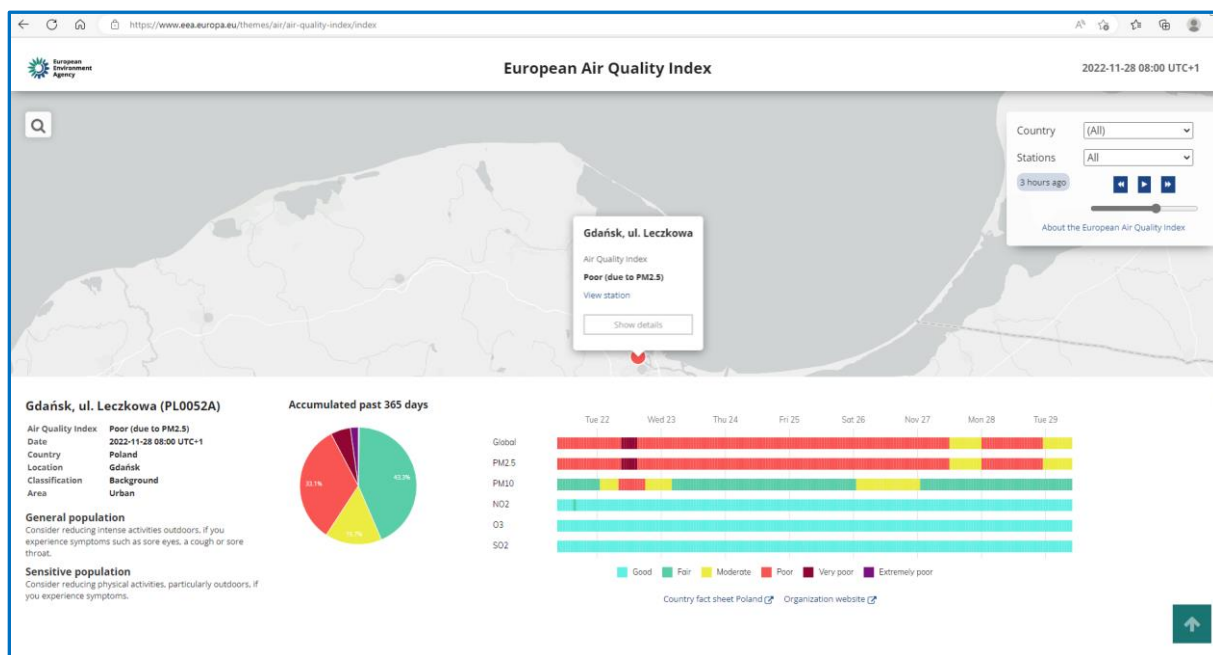 https://www.eea.europa.eu/themes/air/air-quality-index/index
European
Environment
Agency
European Air Quality Index
2022-11-28 08:00 UTC+1
Country (All)
Stations All
3 hours ago
About the European Air Quality Index
Gdańsk, ul. Leczkowa
Air Quality Index
Poor (due to PM2.5)
View station
Show details
Gdańsk, ul. Leczkowa (PL0052A)
Air Quality Index Poor (due to PM2.5)
Date 2022-11-28 08:00 UTC+1
Country Poland
Location Gdańsk
Classification Background
Area Urban
General population
Consider reducing intense activities outdoors, if you
experience symptoms such as sore eyes, a cough or sore
throat.
Sensitive population
Consider reducing physical activities, particularly outdoors, if
you experience symptoms.
Accumulated past 365 days
33.1%
Tue 22 Wed 23 Thu 24 Fri 25 Sat 26 Nov 27 Mon 28 Tue 29
Global
PM2.5
PM10
NO2
O3
SO2
Good Fair Moderate Poor Very poor Extremely poor
Country fact sheet Poland Organization website